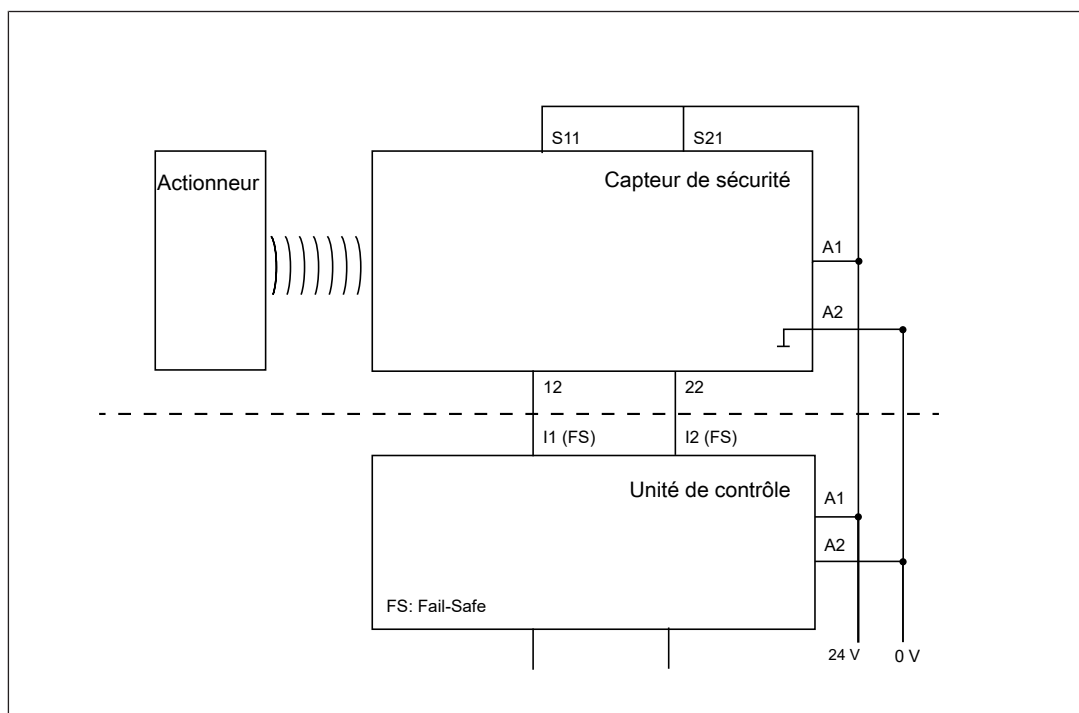 S11
S21
Actionneur
Capteur de sécurité
A1
A2
12
22
I1 (FS)
I2 (FS)
Unité de contrôle
A1
A2
FS: Fail-Safe
24 V
0 V